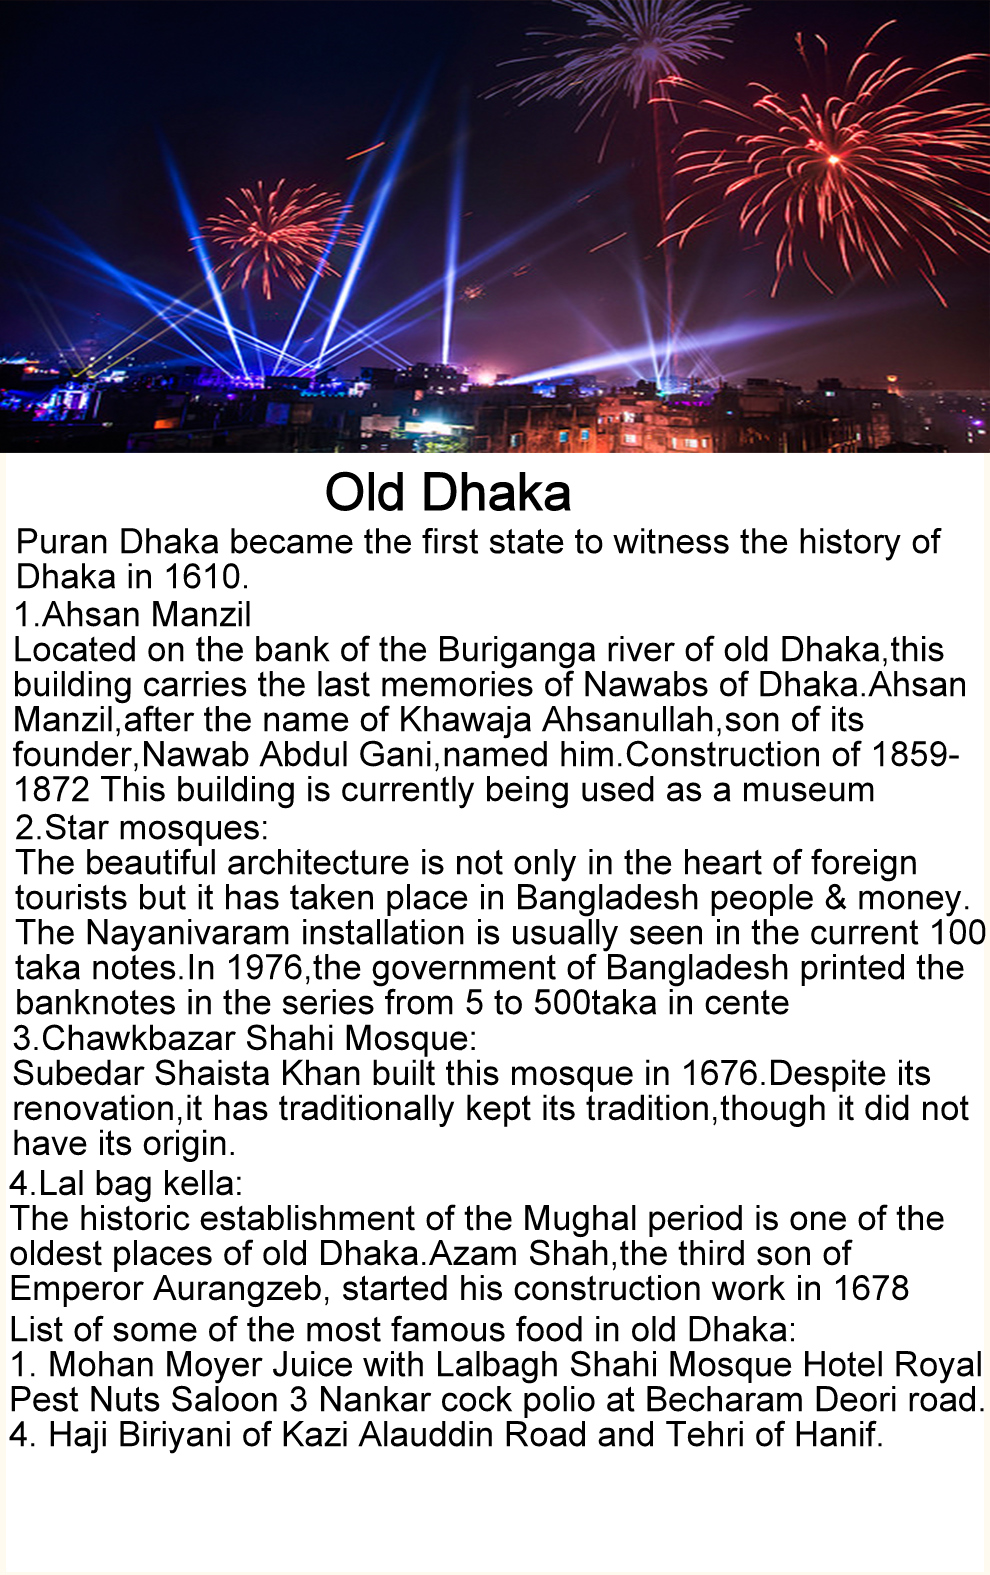 Old Dhaka
Puran Dhaka became the first state to witness the history of
Dhaka in 1610.
1.Ahsan Manzil
Located on the bank of the Buriganga river of old Dhaka,this
building carries the last memories of Nawabs of Dhaka.Ahsan
Manzil,after the name of Khawaja Ahsanullah,son of its
founder,Nawab Abdul Gani,named him.Construction of 1859-
1872 This building is currently being used as a museum
2.Star mosques:
The beautiful architecture is not only in the heart of foreign
tourists but it has taken place in Bangladesh people & money.
The Nayanivaram installation is usually seen in the current 100
taka notes.In 1976,the government of Bangladesh printed the
banknotes in the series from 5 to 500taka in cente
3.Chawkbazar Shahi Mosque:
Subedar Shaista Khan built this mosque in 1676.Despite its
renovation,it has traditionally kept its tradition,though it did not
have its origin.
4.Lal bag kella:
The historic establishment of the Mughal period is one of the
oldest places of old Dhaka.Azam Shah,the third son of
Emperor Aurangzeb, started his construction work in 1678
List of some of the most famous food in old Dhaka:
1. Mohan Moyer Juice with Lalbagh Shahi Mosque Hotel Royal
Pest Nuts Saloon 3 Nankar cock polio at Becharam Deori road.
4. Haji Biriyani of Kazi Alauddin Road and Tehri of Hanif.